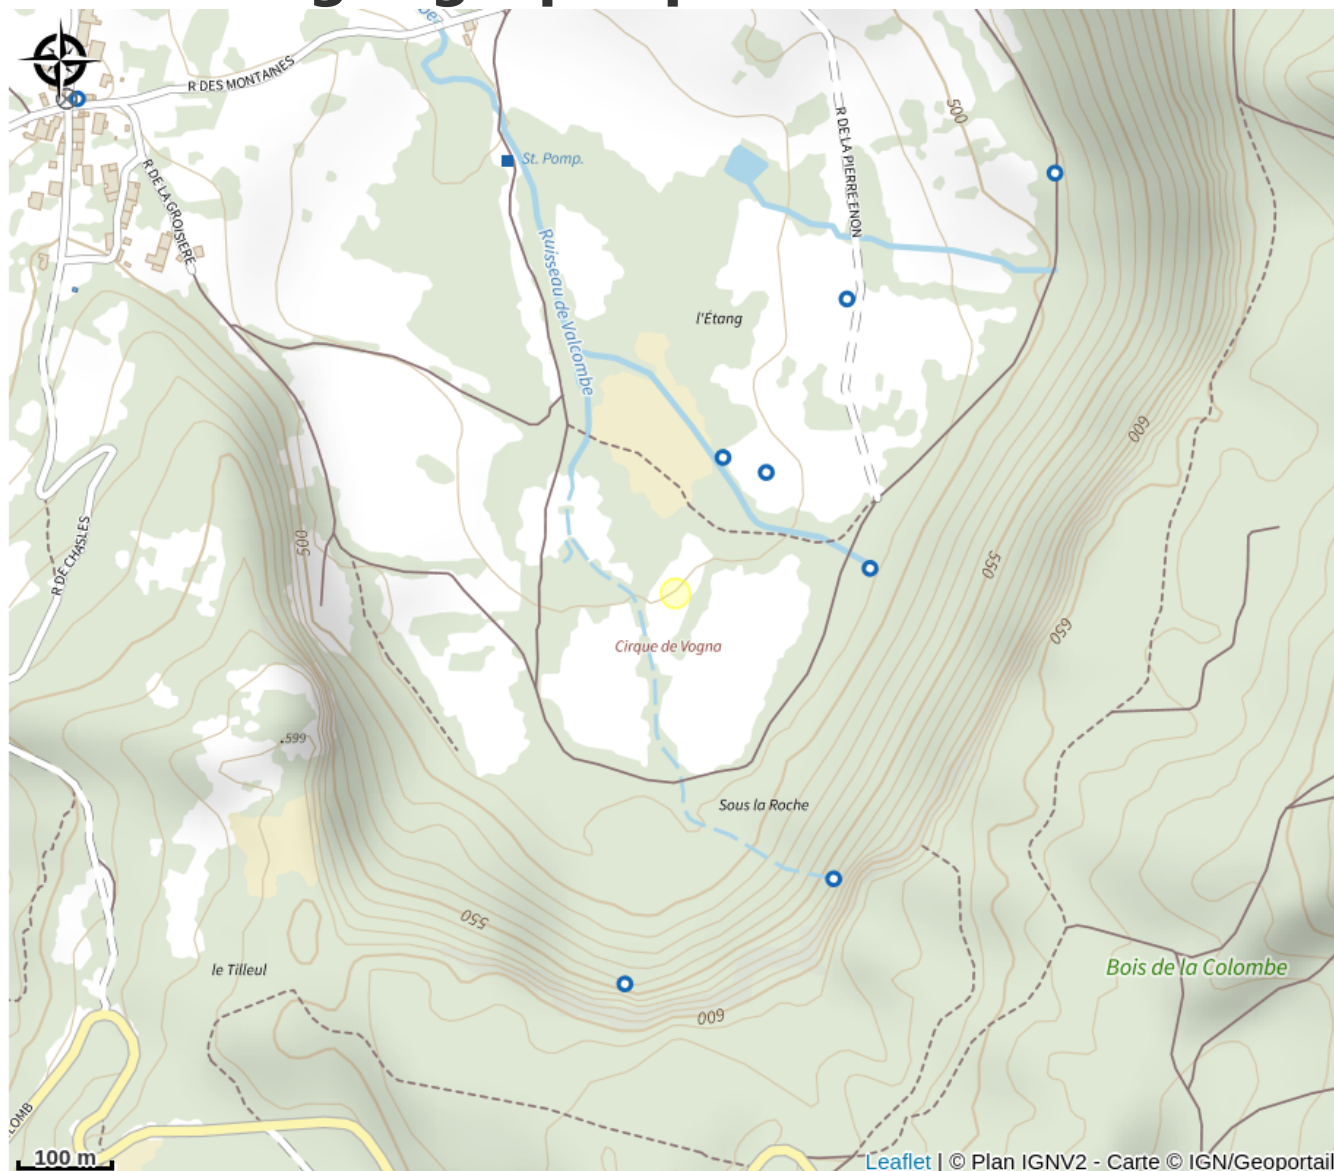 R DES MONTAINES
R DE LA GROISIERE
St. Pomp.
R DE LA PIERRE ENON
500
Ruisseau de Valcombe
l'Étang
600
R DE CHASLES
500
550
650
Cirque de Vogna
.599
Sous la Roche
550
le Tilleul
Bois de la Colombe
600
LOMB
100 m
Leaflet | © Plan IGNV2 - Carte © IGN/Geoportail